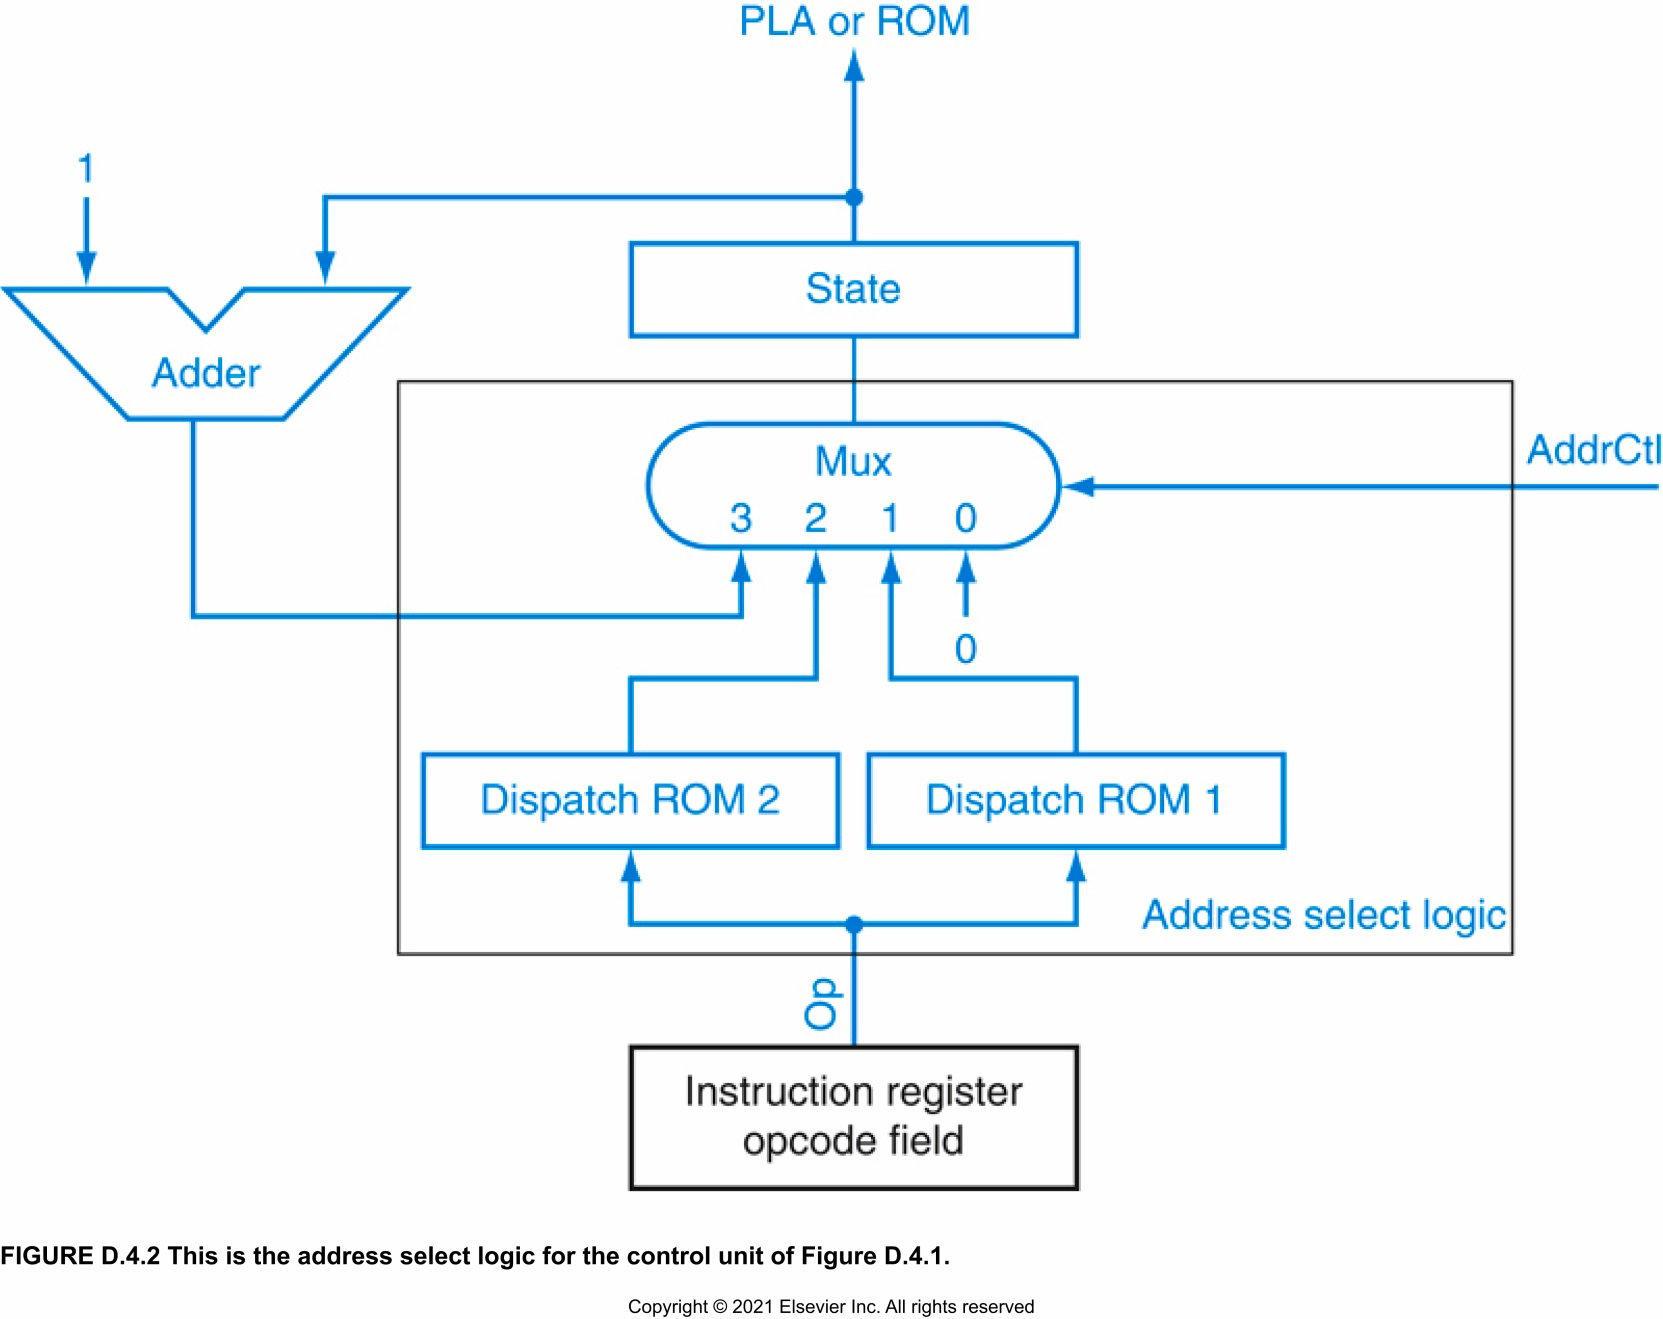 PLA or ROM
1
State
Adder
Mux
AddrCtl
3 2 1 0
0
Dispatch ROM 2
Dispatch ROM 1
Address select logic
Op
Instruction register
opcode field
FIGURE D.4.2 This is the address select logic for the control unit of Figure D.4.1.
Copyright © 2021 Elsevier Inc. All rights reserved